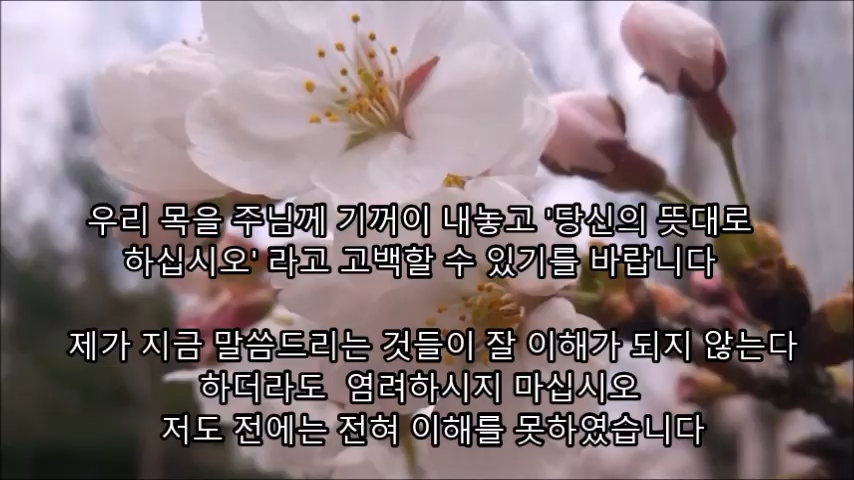 우리 목을 주님께 기꺼이 내놓고 '당신의 뜻대로
하십시오' 라고 고백할 수 있기를 바랍니다
제가 지금 말씀드리는 것들이 잘 이해가 되지 않는다
하더라도 염려하시지 마십시오
저도 전에는 전혀 이해를 못하였습니다